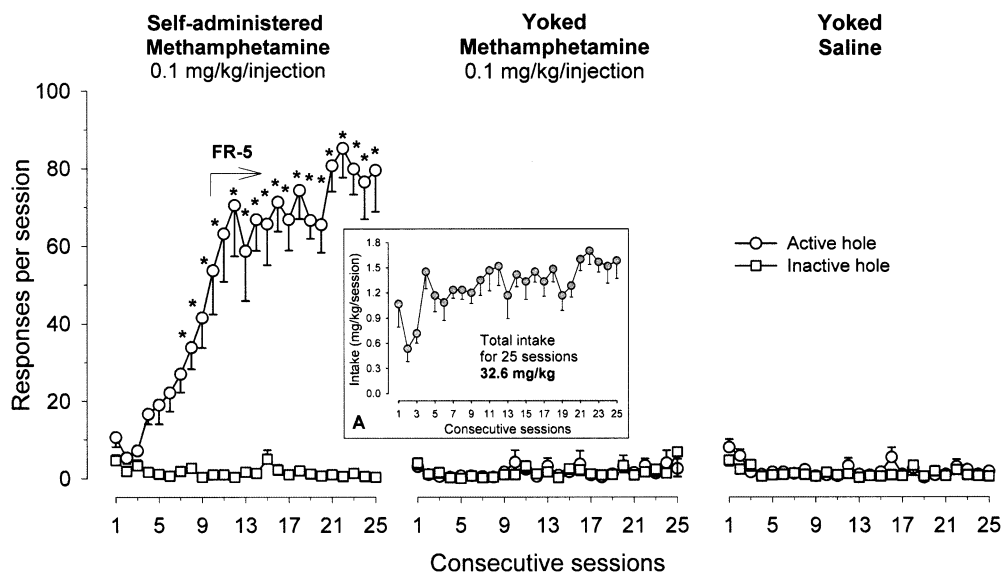 Self-administered
Methamphetamine
0.1 mg/kg/injection
Yoked
Methamphetamine
0.1 mg/kg/injection
Yoked
Saline
Responses per session
100
80
60
40
20
0
FR-5
* * * * * * * * * * * * * * * * * * *
Active hole
Inactive hole
Intake (mg/kg/session)
1.8
1.5
1.2
0.9
0.6
0.3
0.0
Total intake
for 25 sessions
32.6 mg/kg
A
1 3 5 7 9 11 13 15 17 19 21 23 25
Consecutive sessions
1 5 9 13 17 21 25
1 5 9 13 17 21 25
1 5 9 13 17 21 25
Consecutive sessions